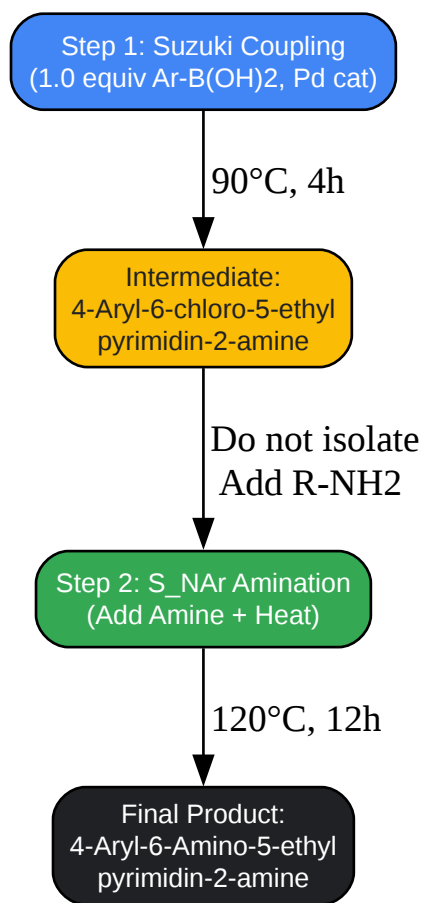 Step 1: Suzuki Coupling
(1.0 equiv Ar-B(OH)2, Pd cat)
90°C, 4h
Intermediate:
4-Aryl-6-chloro-5-ethyl
pyrimidin-2-amine
Do not isolate
Add R-NH2
Step 2: S_NAr Amination
(Add Amine + Heat)
120°C, 12h
Final Product:
4-Aryl-6-Amino-5-ethyl
pyrimidin-2-amine